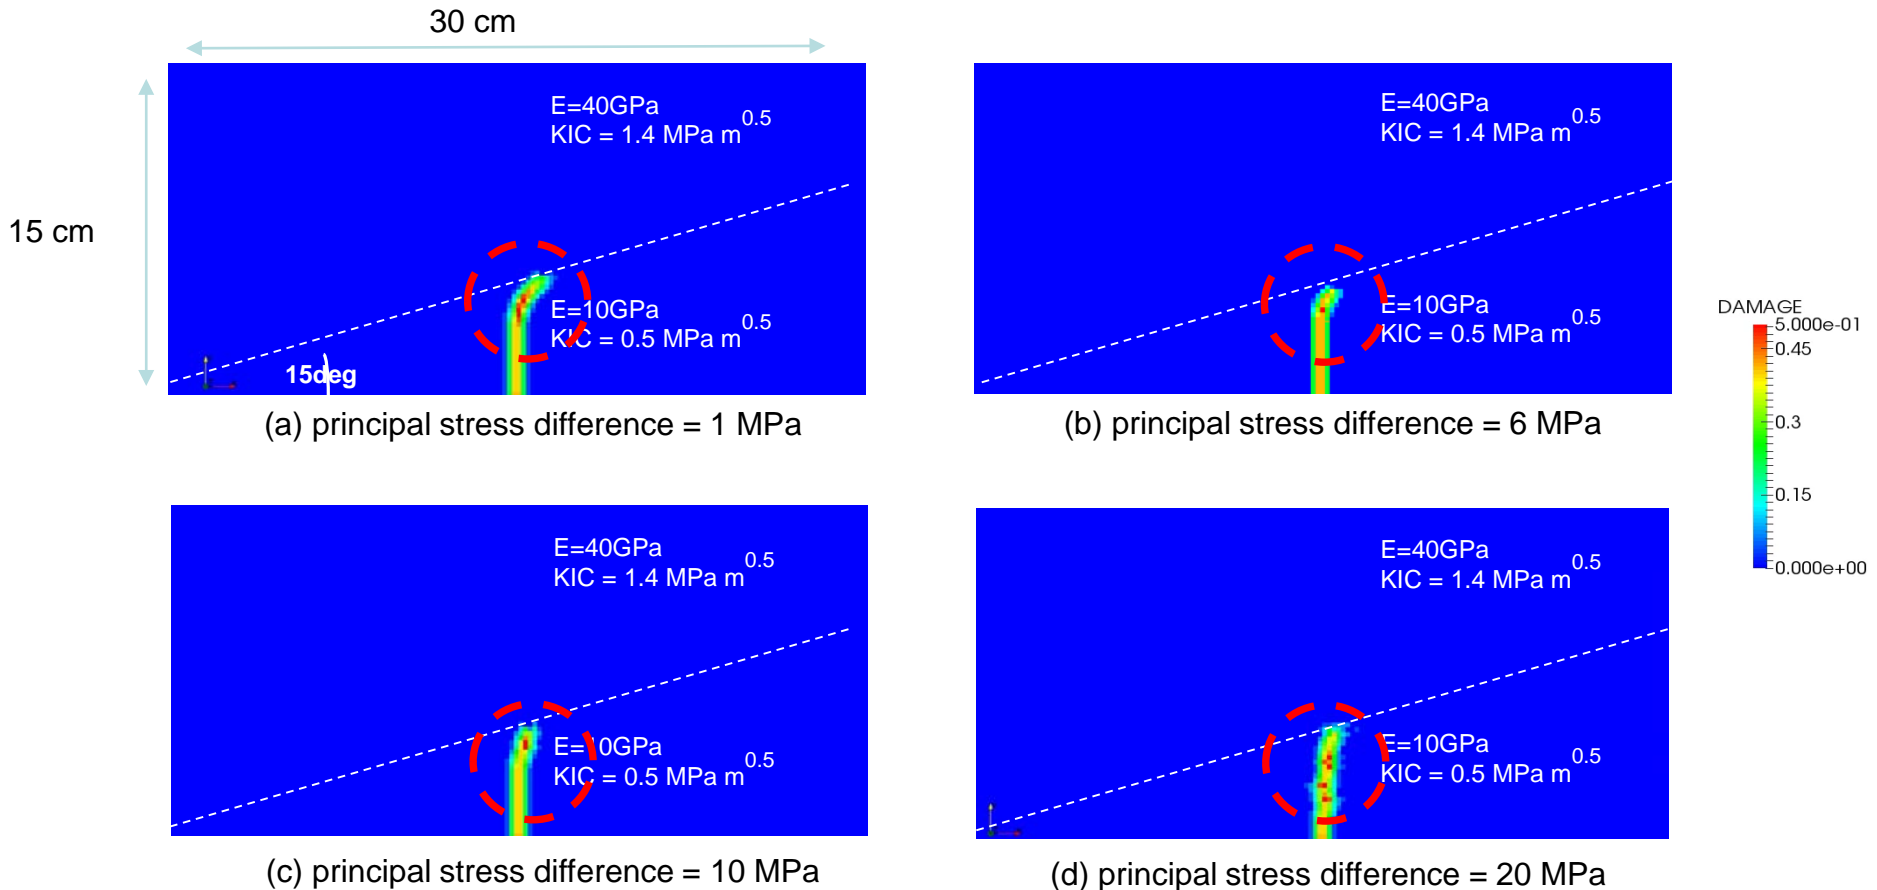 30 cm
15 cm
E=40GPa
KIC = 1.4 MPa m^0.5
E=10GPa
KIC = 0.5 MPa m^0.5
15deg
(a) principal stress difference = 1 MPa
E=40GPa
KIC = 1.4 MPa m^0.5
E=10GPa
KIC = 0.5 MPa m^0.5
(b) principal stress difference = 6 MPa
DAMAGE
5.000e-01
0.45
0.3
0.15
0.000e+00
E=40GPa
KIC = 1.4 MPa m^0.5
E=10GPa
KIC = 0.5 MPa m^0.5
(c) principal stress difference = 10 MPa
E=40GPa
KIC = 1.4 MPa m^0.5
E=10GPa
KIC = 0.5 MPa m^0.5
(d) principal stress difference = 20 MPa